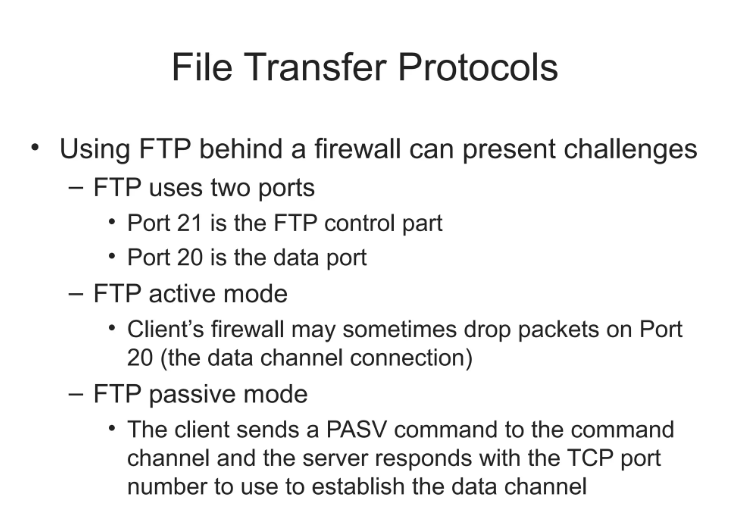 File Transfer Protocols
• Using FTP behind a firewall can present challenges
– FTP uses two ports
• Port 21 is the FTP control part
• Port 20 is the data port
– FTP active mode
• Client's firewall may sometimes drop packets on Port
20 (the data channel connection)
– FTP passive mode
• The client sends a PASV command to the command
channel and the server responds with the TCP port
number to use to establish the data channel